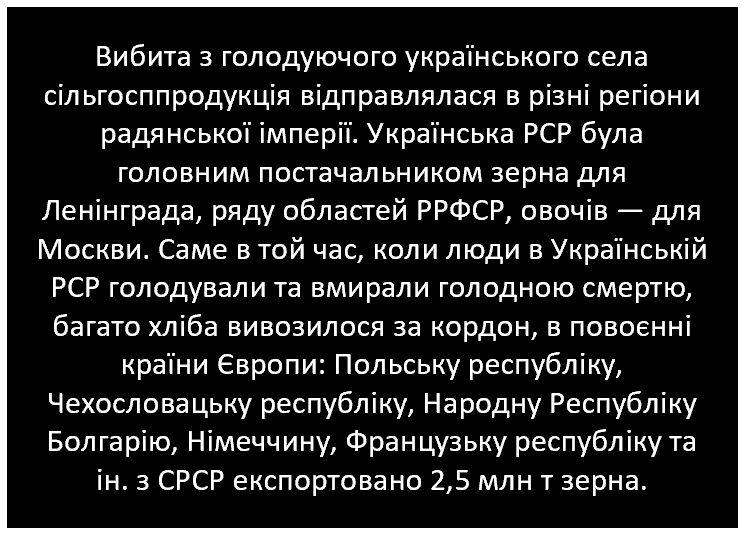 Вибита з голодуючого українського села
сільгосппродукція відправлялася в різні регіони
радянської імперії. Українська РСР була
головним постачальником зерна для
Ленінграда, ряду областей РРФСР, овочів — для
Москви. Саме в той час, коли люди в Українській
РСР голодували та вмирали голодною смертю,
багато хліба вивозилося за кордон, в повоєнні
країни Європи: Польську республіку,
Чехословацьку республіку, Народну Республіку
Болгарію, Німеччину, Французьку республіку та
ін. з СРСР експортовано 2,5 млн т зерна.